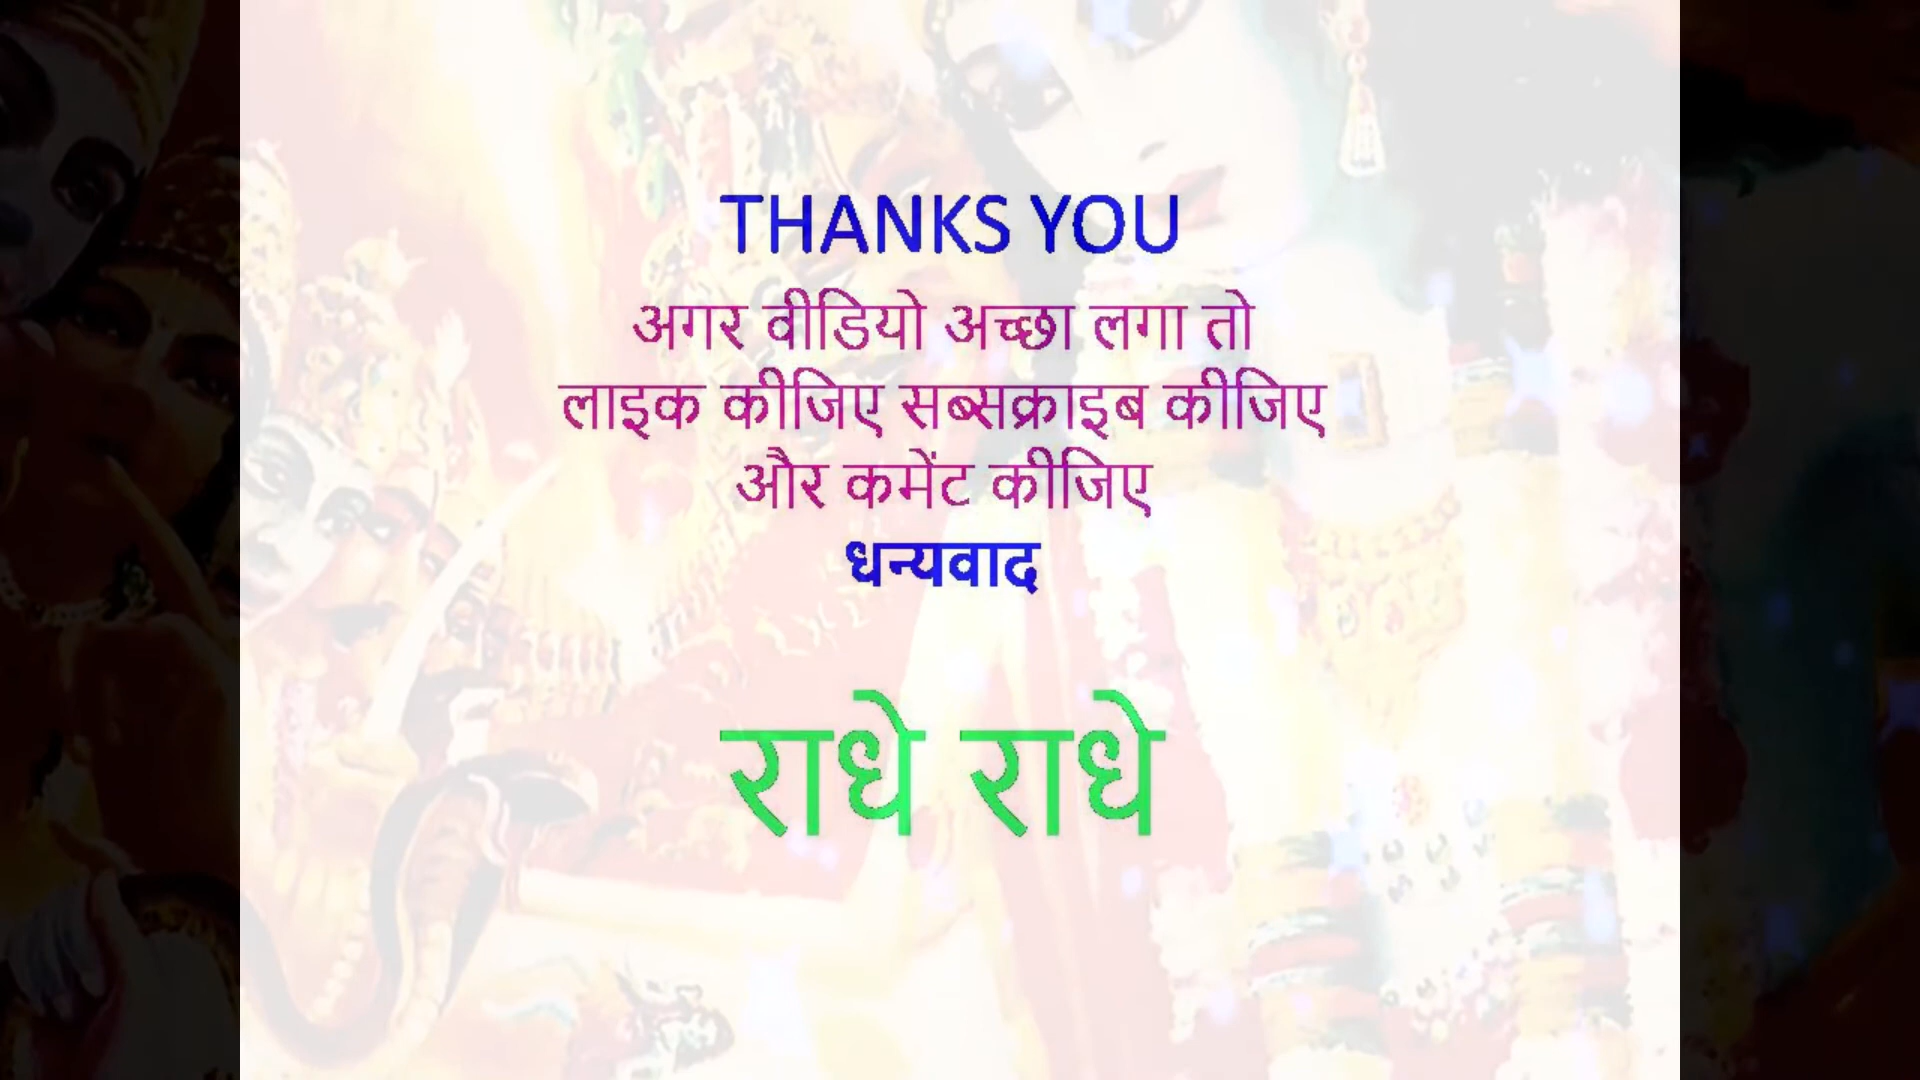 THANKS YOU
अगर वीडियो अच्छा लगा तो
लाइक कीजिए सब्सक्राइब कीजिए
और कमेंट कीजिए
धन्यवाद
राधे राधे